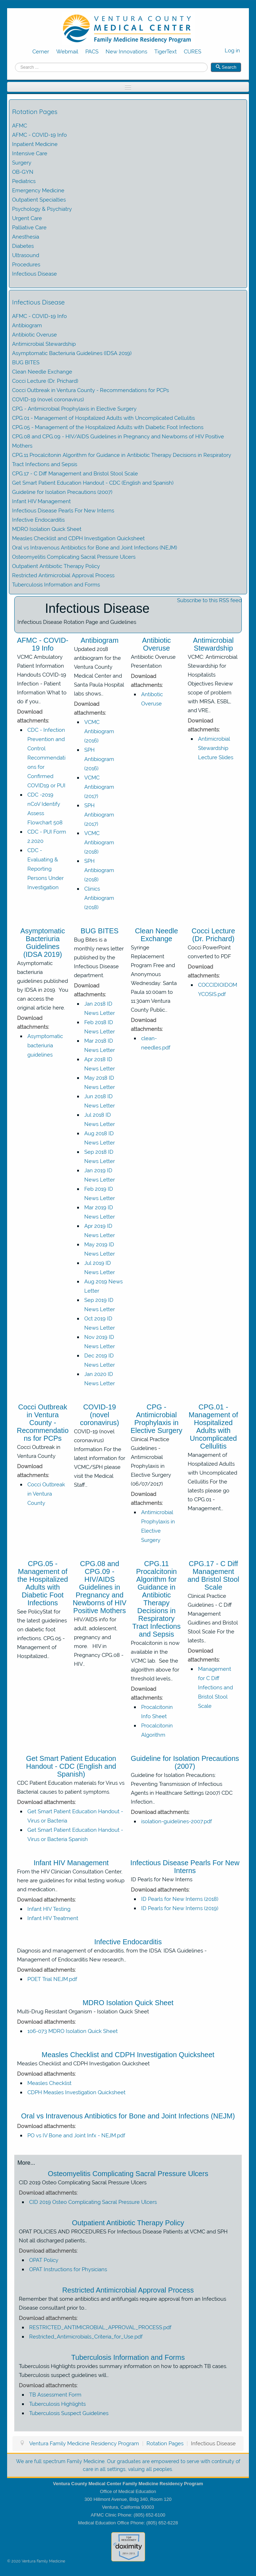 VENTURA COUNTY
MEDICAL CENTER
Family Medicine Residency Program
Cerner Webmail PACS New Innovations TigerText CURES Log in
Search ... Search
Rotation Pages
AFMC
AFMC - COVID-19 Info
Inpatient Medicine
Intensive Care
Surgery
OB-GYN
Pediatrics
Emergency Medicine
Outpatient Specialties
Psychology & Psychiatry
Urgent Care
Palliative Care
Anesthesia
Diabetes
Ultrasound
Procedures
Infectious Disease
Infectious Disease
AFMC - COVID-19 Info
Antibiogram
Antibiotic Overuse
Antimicrobial Stewardship
Asymptomatic Bacteriuria Guidelines (IDSA 2019)
BUG BITES
Clean Needle Exchange
Cocci Lecture (Dr. Prichard)
Cocci Outbreak in Ventura County - Recommendations for PCPs
COVID-19 (novel coronavirus)
CPG - Antimicrobial Prophylaxis in Elective Surgery
CPG.01 - Management of Hospitalized Adults with Uncomplicated Cellulitis
CPG.05 - Management of the Hospitalized Adults with Diabetic Foot Infections
CPG.08 and CPG.09 - HIV/AIDS Guidelines in Pregnancy and Newborns of HIV Positive
Mothers
CPG.11 Procalcitonin Algorithm for Guidance in Antibiotic Therapy Decisions in Respiratory
Tract Infections and Sepsis
CPG.17 - C Diff Management and Bristol Stool Scale
Get Smart Patient Education Handout - CDC (English and Spanish)
Guideline for Isolation Precautions (2007)
HIV Infection Management
Infectious Disease Pearls For New Interns
Infective Endocarditis
MDRO Isolation Quick Sheet
Measles Checklist and CDPH Investigation Quicksheet
Oral vs Intravenous Antibiotics for Bone and Joint Infections (NEJM)
Osteomyelitis Complicating Sacral Pressure Ulcers
Outpatient Antibiotic Therapy Policy
Restricted Antimicrobial Approval Process
Tuberculosis Information and Forms
Subscribe to this RSS feed
Infectious Disease
Infectious Disease Rotation Page and Guidelines
AFMC - COVID-
19 Info
VCMC Ambulatory
Patient Information
Handouts COVID-19
Infection - Patient
Information What to
do if you...
Download
attachments:
CDC - Infection
Prevention and
Control
Recommendati
ons for
Confirmed
COVID19 or PUI
CDC -2019
nCoV Identify
Assess
Flowchart 508
CDC - PUI Form
2.2020
CDC -
Evaluating &
Reporting
Persons Under
Investigation
Antibiogram
Updated 2018
antibiogram for the
Ventura County
Medical Center and
Santa Paula Hospital
labs shows...
Download
attachments:
VCMC
Antibiogram
(2016)
SPH
Antibiogram
(2016)
VCMC
Antibiogram
(2017)
SPH
Antibiogram
(2017)
VCMC
Antibiogram
(2018)
SPH
Antibiogram
(2018)
Clinics
Antibiogram
(2018)
Antibiotic
Overuse
Antibiotic Overuse
Presentation
Download
attachments:
Antibiotic
Overuse
Antimicrobial
Stewardship
VCMC: Antimicrobial
Stewardship for
Hospitalists
Objectives Review
scope of problem
with MRSA, ESBL,
and VRE...
Download
attachments:
Antimicrobial
Stewardship
Lecture Slides
Asymptomatic
Bacteriuria
Guidelines
(IDSA 2019)
Asymptomatic
bacteriuria
guidelines published
by IDSA in 2019. You
can access the
original article here.
Download
attachments:
Asymptomatic
bacteriuria
guidelines
BUG BITES
Bug Bites is a
monthly news letter
published by the
Infectious Disease
department
Download
attachments:
Jan 2018 ID
News Letter
Feb 2018 ID
News Letter
Mar 2018 ID
News Letter
Apr 2018 ID
News Letter
May 2018 ID
News Letter
Jun 2018 ID
News Letter
Jul 2018 ID
News Letter
Aug 2018 ID
News Letter
Sep 2018 ID
News Letter
Jan 2019 ID
News Letter
Feb 2019 ID
News Letter
Mar 2019 ID
News Letter
Apr 2019 ID
News Letter
May 2019 ID
News Letter
Jul 2019 ID
News Letter
Aug 2019 News
Letter
Sep 2019 ID
News Letter
Oct 2019 ID
News Letter
Nov 2019 ID
News Letter
Dec 2019 ID
News Letter
Jan 2020 ID
News Letter
Clean Needle
Exchange
Syringe
Replacement
Program Free and
Anonymous
Wednesday: Santa
Paula 10:00am to
11:30am Ventura
County Public...
Download
attachments:
clean-
needles.pdf
Cocci Lecture
(Dr. Prichard)
Cocci PowerPoint
converted to PDF
Download
attachments:
COCCIDIOIDOM
YCOSIS.pdf
Cocci Outbreak
in Ventura
County -
Recommendatio
ns for PCPs
Cocci Outbreak in
Ventura County
Download
attachments:
Cocci Outbreak
in Ventura
County
COVID-19
(novel
coronavirus)
COVID-19 (novel
coronavirus)
Information For the
latest information for
VCMC/SPH please
visit the Medical
Staff...
CPG -
Antimicrobial
Prophylaxis in
Elective Surgery
Clinical Practice
Guidelines -
Antimicrobial
Prophylaxis in
Elective Surgery
(06/07/2017)
Download
attachments:
Antimicrobial
Prophylaxis in
Elective
Surgery
CPG.01 -
Management of
Hospitalized
Adults with
Uncomplicated
Cellulitis
Management of
Hospitalized Adults
with Uncomplicated
Cellulitis For the
latests please go
to CPG.01 -
Management...
CPG.05 -
Management of
the Hospitalized
Adults with
Diabetic Foot
Infections
See PolicyStat for
the latest guidelines
in diabetic foot
infections. CPG.05 -
Management of
Hospitalized...
CPG.08 and
CPG.09 -
HIV/AIDS
Guidelines in
Pregnancy and
Newborns of HIV
Positive Mothers
HIV/AIDS info for
adult, adolescent,
pregnancy and
more. HIV in
Pregnancy CPG.08 -
HIV...
CPG.11
Procalcitonin
Algorithm for
Guidance in
Antibiotic
Therapy
Decisions in
Respiratory
Tract Infections
and Sepsis
Procalcitonin is now
available in the
VCMC Lab. See the
algorithm above for
threshold levels...
Download
attachments:
Procalcitonin
Info Sheet
Procalcitonin
Algorithm
CPG.17 - C Diff
Management
and Bristol Stool
Scale
Clinical Practice
Guidelines - C Diff
Management
Guidlines and Bristol
Stool Scale For the
latests...
Download
attachments:
Management
for C Diff
Infections and
Bristol Stool
Scale
Get Smart Patient Education
Handout - CDC (English and
Spanish)
CDC Patient Education materials for Virus vs
Bacterial causes to patient symptoms.
Download attachments:
Get Smart Patient Education Handout -
Virus or Bacteria
Get Smart Patient Education Handout -
Virus or Bacteria Spanish
Guideline for Isolation Precautions
(2007)
Guideline for Isolation Precautions:
Preventing Transmission of Infectious
Agents in Healthcare Settings (2007) CDC
Infection.
Download attachments:
isolation-guidelines-2007.pdf
Infant HIV Management
From the HIV Clinician Consultation Center,
here are guidelines for initial testing workup
and medication.
Download attachments:
Infant HIV Testing
Infant HIV Treatment
Infectious Disease Pearls For New
Interns
ID Pearls for New Interns
Download attachments:
ID Pearls for New Interns (2018)
ID Pearls for New Interns (2019)
Infective Endocarditis
Diagnosis and management of endocarditis, from the IDSA. IDSA Guidelines -
Management of Endocarditis New research...
Download attachments:
POET Trial NEJM.pdf
MDRO Isolation Quick Sheet
Multi-Drug Resistant Organism - Isolation Quick Sheet
Download attachments:
106-073 MDRO Isolation Quick Sheet
Measles Checklist and CDPH Investigation Quicksheet
Measles Checklist and CDPH Investigation Quicksheet
Download attachments:
Measles Checklist
CDPH Measles Investigation Quicksheet
Oral vs Intravenous Antibiotics for Bone and Joint Infections (NEJM)
Download attachments:
PO vs IV Bone and Joint Infx - NEJM.pdf
More...
Osteomyelitis Complicating Sacral Pressure Ulcers
CID 2019 Osteo Complicating Sacral Pressure Ulcers
Download attachments:
CID 2019 Osteo Complicating Sacral Pressure Ulcers
Outpatient Antibiotic Therapy Policy
OPAT POLICIES AND PROCEDURES For Infectious Disease Patients at VCMC and SPH
Not all discharged patients..
Download attachments:
OPAT Policy
OPAT Instructions for Physicians
Restricted Antimicrobial Approval Process
Remember that some antibiotics and antifungals require approval from an Infectious
Disease consultant prior to..
Download attachments:
RESTRICTED_ANTIMICROBIAL_APPROVAL_PROCESS.pdf
Restricted_Antimicrobials_Criteria_for_Use.pdf
Tuberculosis Information and Forms
Tuberculosis Highlights provides summary information on how to approach TB cases.
Tuberculosis suspect guidelines will...
Download attachments:
TB Assessment Form
Tuberculosis Highlights
Tuberculosis Suspect Guidelines
Ventura Family Medicine Residency Program Rotation Pages Infectious Disease
We are full spectrum Family Medicine. Our graduates are empowered to serve with continuity of
care in all settings, valuing all peoples.
Ventura County Medical Center Family Medicine Residency Program
Office of Medical Education
300 Hillmont Avenue, Bldg 340, Room 120
Ventura, California 93003
AFMC Clinic Phone: (805) 652-6100
Medical Education Office Phone: (805) 652-6228
doximity
© 2020 Ventura Family Medicine